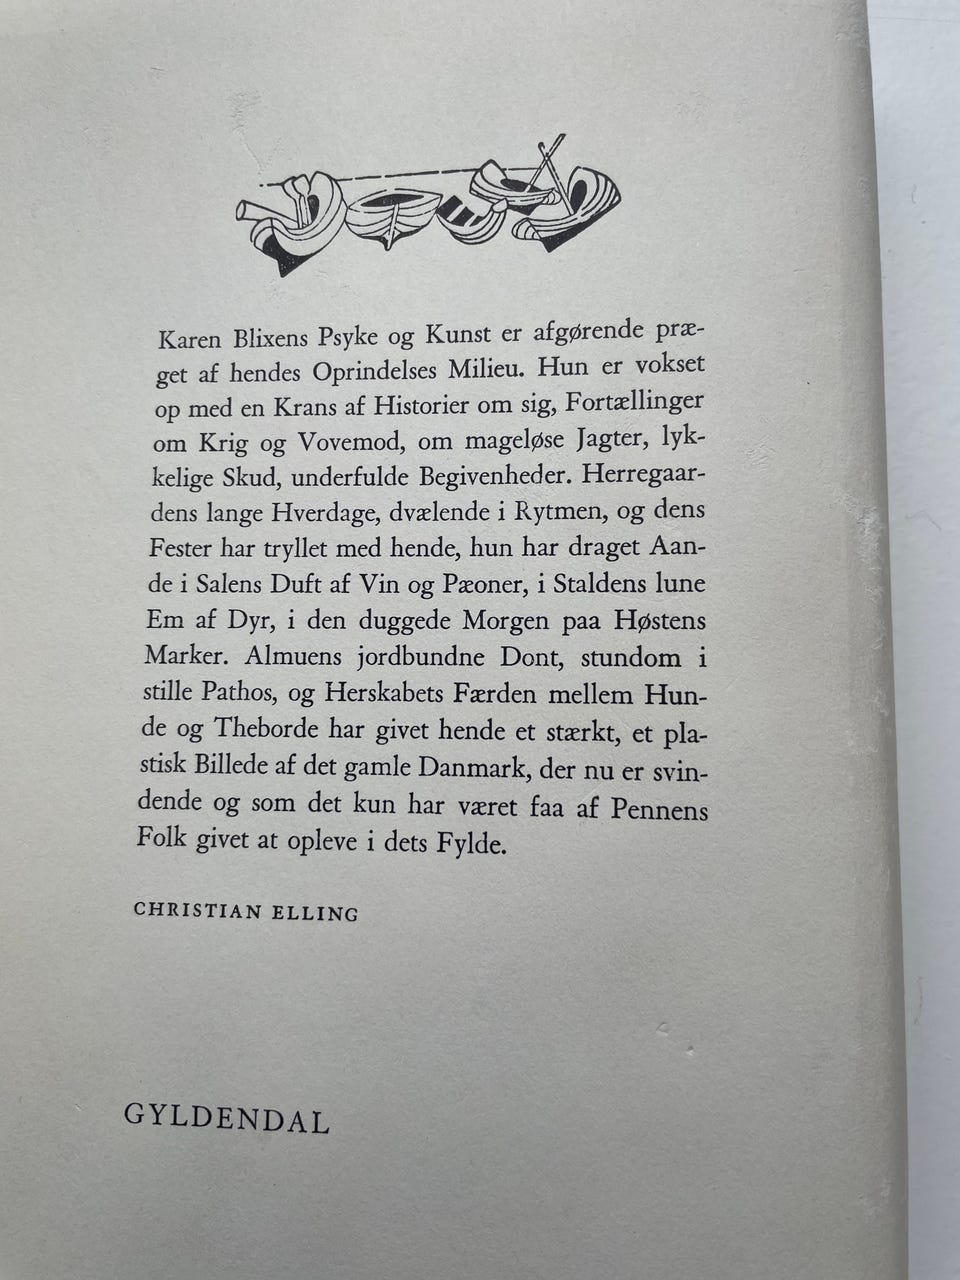 Karen Blixens Psyke og Kunst er afgørende præ-
get af hendes Oprindelses Milieu. Hun er vokset
op med en Krans af Historier om sig, Fortællinger
om Krig og Vovemod, om mageløse Jagter, lyk-
kelige Skud, underfulde Begivenheder. Herregaar-
dens lange Hverdage, dvælende i Rytmen, og dens
Fester har tryllet med hende, hun har draget Aan-
de i Salens Duft af Vin og Pæoner, i Staldens lune
Em af Dyr, i den duggede Morgen paa Høstens
Marker. Almuens jordbundne Dont, stundom i
stille Pathos, og Herskabets Færden mellem Hun-
de og Theborde har givet hende et stærkt, et pla-
stisk Billede af det gamle Danmark, der nu er svin-
dende og som det kun har været faa af Pennens
Folk givet at opleve i dets Fylde.
CHRISTIAN ELLING
GYLDENDAL